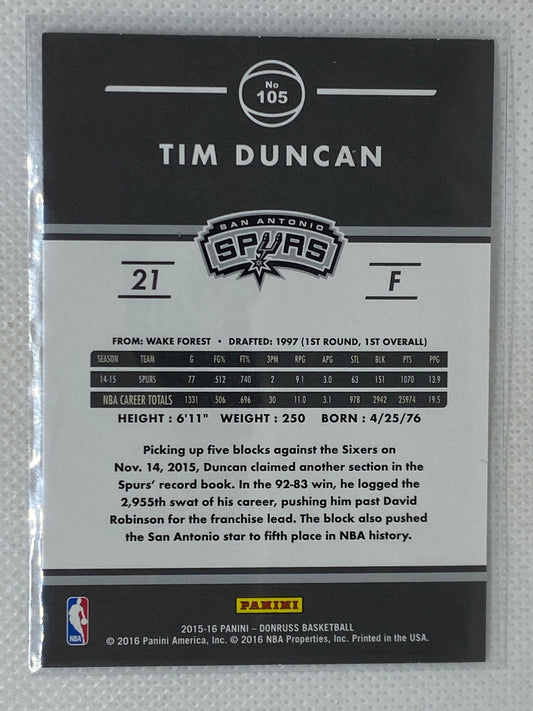 No
105
TIM DUNCAN
SAN ANTONIO
SPURS
21
F
FROM: WAKE FOREST • DRAFTED: 1997 (1ST ROUND, 1ST OVERALL)
SEASON TEAM G FG% FT% 3PM RPG APG STL BLK PTS PPG
14-15 SPURS 77 .512 .740 2 9.1 3.0 63 151 1070 13.9
NBA CAREER TOTALS 1331 .506 .696 30 11.0 3.1 978 2942 25974 19.5
HEIGHT : 6'11" WEIGHT : 250 BORN : 4/25/76
Picking up five blocks against the Sixers on
Nov. 14, 2015, Duncan claimed another section in the
Spurs' record book. In the 92-83 win, he logged the
2,955th swat of his career, pushing him past David
Robinson for the franchise lead. The block also pushed
the San Antonio star to fifth place in NBA history.
PANINI
NBA
2015-16 PANINI – DONRUSS BASKETBALL
© 2016 Panini America, Inc. © 2016 NBA Properties, Inc. Printed in the USA.